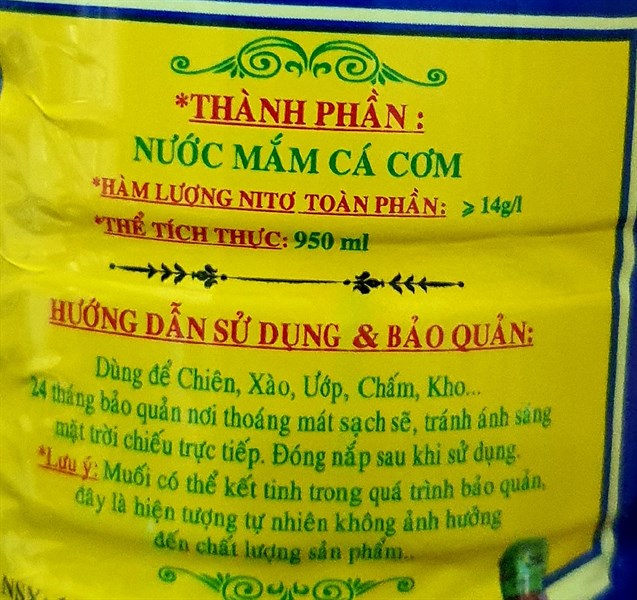 *THÀNH PHẦN :
NƯỚC MẮM CÁ CƠM
*HÀM LƯỢNG NITƠ TOÀN PHẦN: ⩾ 14g/l
*THỂ TÍCH THỰC: 950 ml
HƯỚNG DẪN SỬ DỤNG & BẢO QUẢN:
Dùng để Chiên, Xào, Ướp, Chấm, Kho...
24 tháng bảo quản nơi thoáng mát sạch sẽ, tránh ánh sáng
mặt trời chiếu trực tiếp. Đóng nắp sau khi sử dụng.
*Lưu ý: Muối có thể kết tinh trong quá trình bảo quản,
đây là hiện tượng tự nhiên không ảnh hưởng
đến chất lượng sản phẩm..
NSX